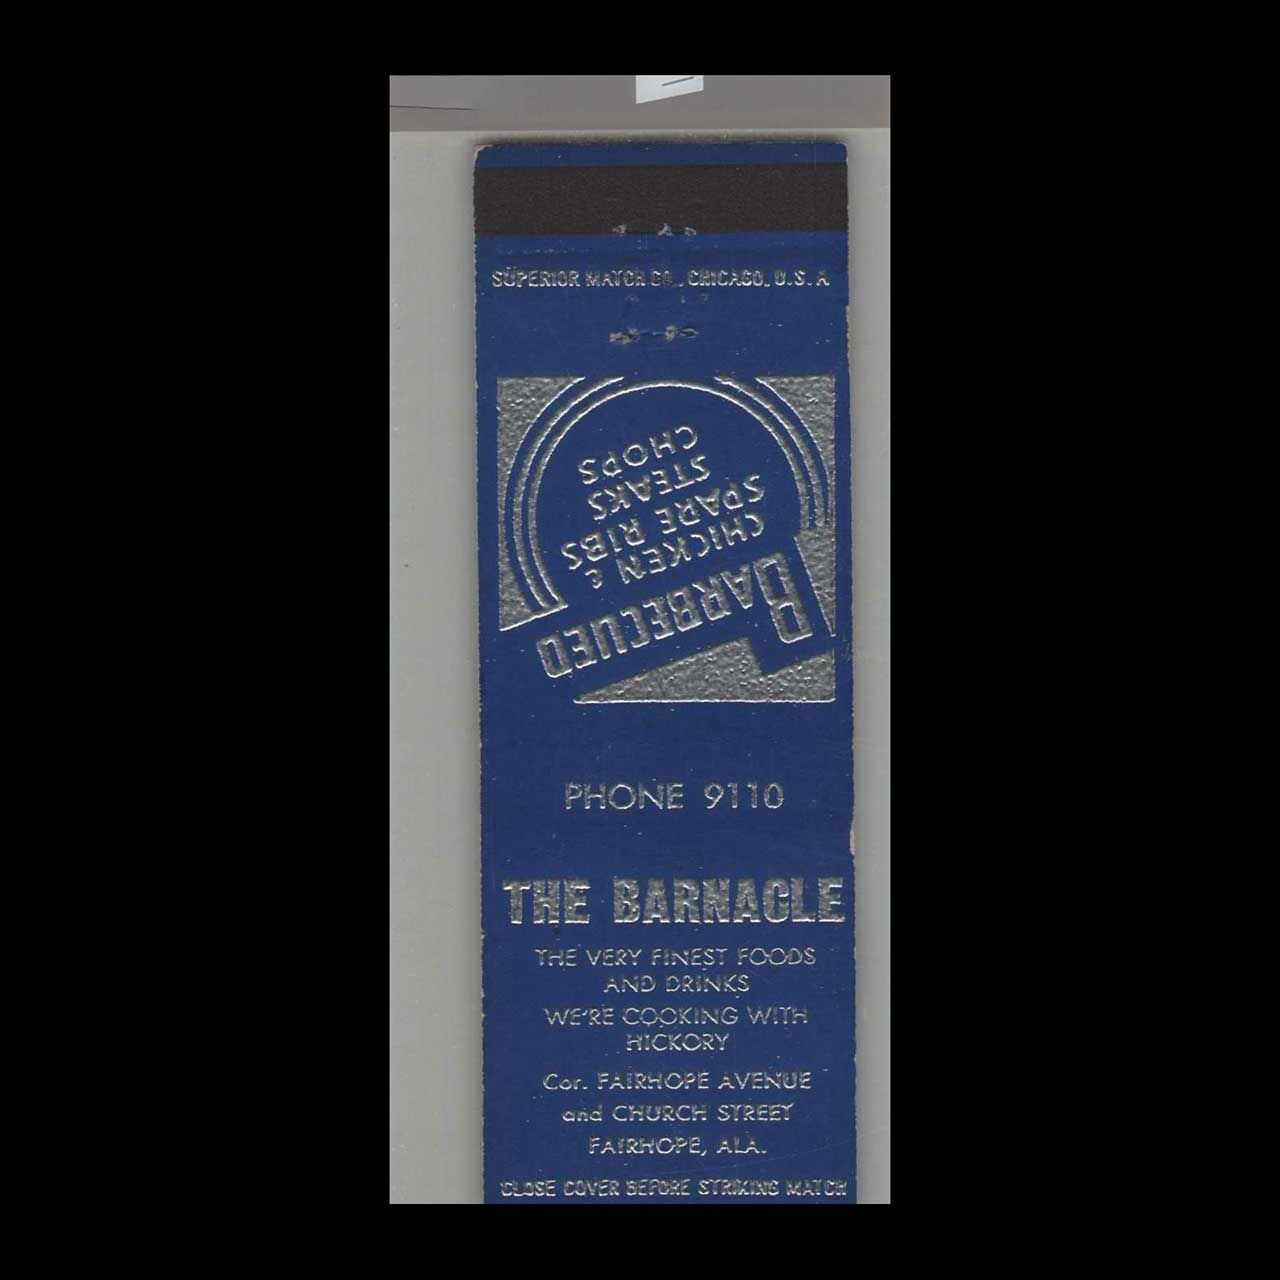 SUPERIOR MATCH CO., CHICAGO, U.S.A
BARBECUED
CHICKEN &
SPARE RIBS
STEAKS
CHOPS
PHONE 9110
THE BARNACLE
THE VERY FINEST FOODS
AND DRINKS
WE'RE COOKING WITH
HICKORY
Cor. FAIRHOPE AVENUE
and CHURCH STREET
FAIRHOPE, ALA.
CLOSE COVER BEFORE STRIKING MATCH